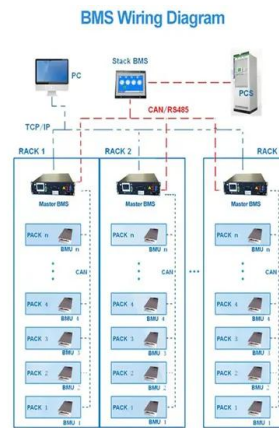 BMS Wiring Diagram
PC
Stack BMS
PCS
CAN/RS485
TCP/IP
RACK 1
RACK 2
RACK
Master BMS
Master BMS
Master BMS
PACK n
BMU n
PACK n
BMU n
PACK n
BMU n
CAN
CAN
CAN
PACK 4
BMU 4
PACK 4
BMU 4
PACK 4
BMU 4
PACK 3
BMU 3
PACK 3
BMU 3
PACK 3
BMU 3
PACK 2
BMU 2
PACK 2
BMU 2
PACK 2
BMU 2
PACK 1
BMU 1
PACK 1
BMU 1
PACK 1
BMU 1